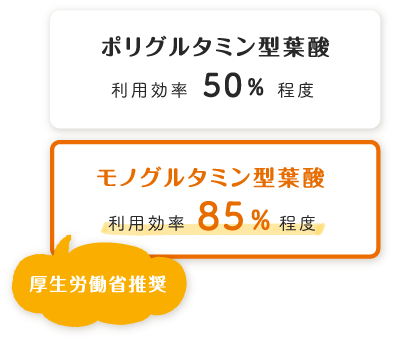 ポリグルタミン型葉酸
利用効率 50% 程度
モノグルタミン型葉酸
利用効率 85% 程度
厚生労働省推奨